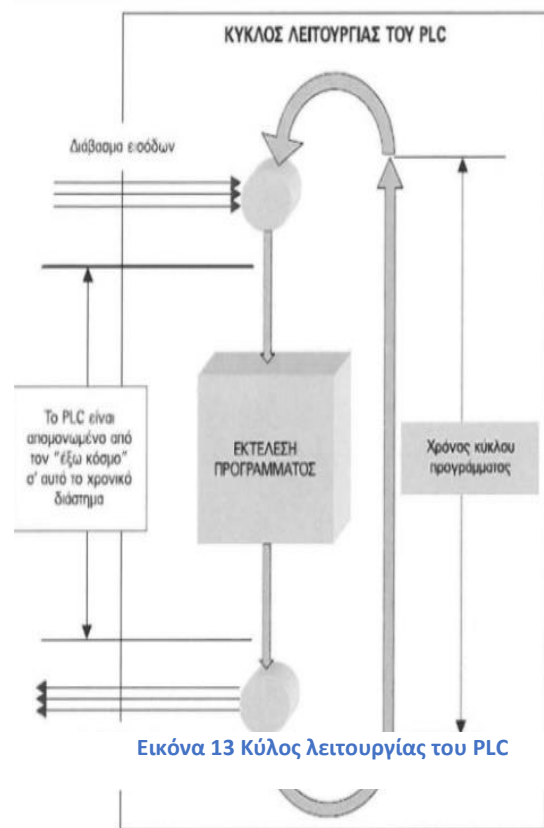 ΚΥΚΛΟΣ ΛΕΙΤΟΥΡΓΙΑΣ ΤΟΥ PLC
Διάβασμα εισόδων
Το PLC είναι
απομονωμένο από
τον "έξω κόσμο"
σ' αυτό το χρονικό
διάστημα
ΕΚΤΕΛΕΣΗ
ΠΡΟΓΡΑΜΜΑΤΟΣ
Χρόνος κύκλου
προγράμματος
Εικόνα 13 Κύλος λειτουργίας του PLC